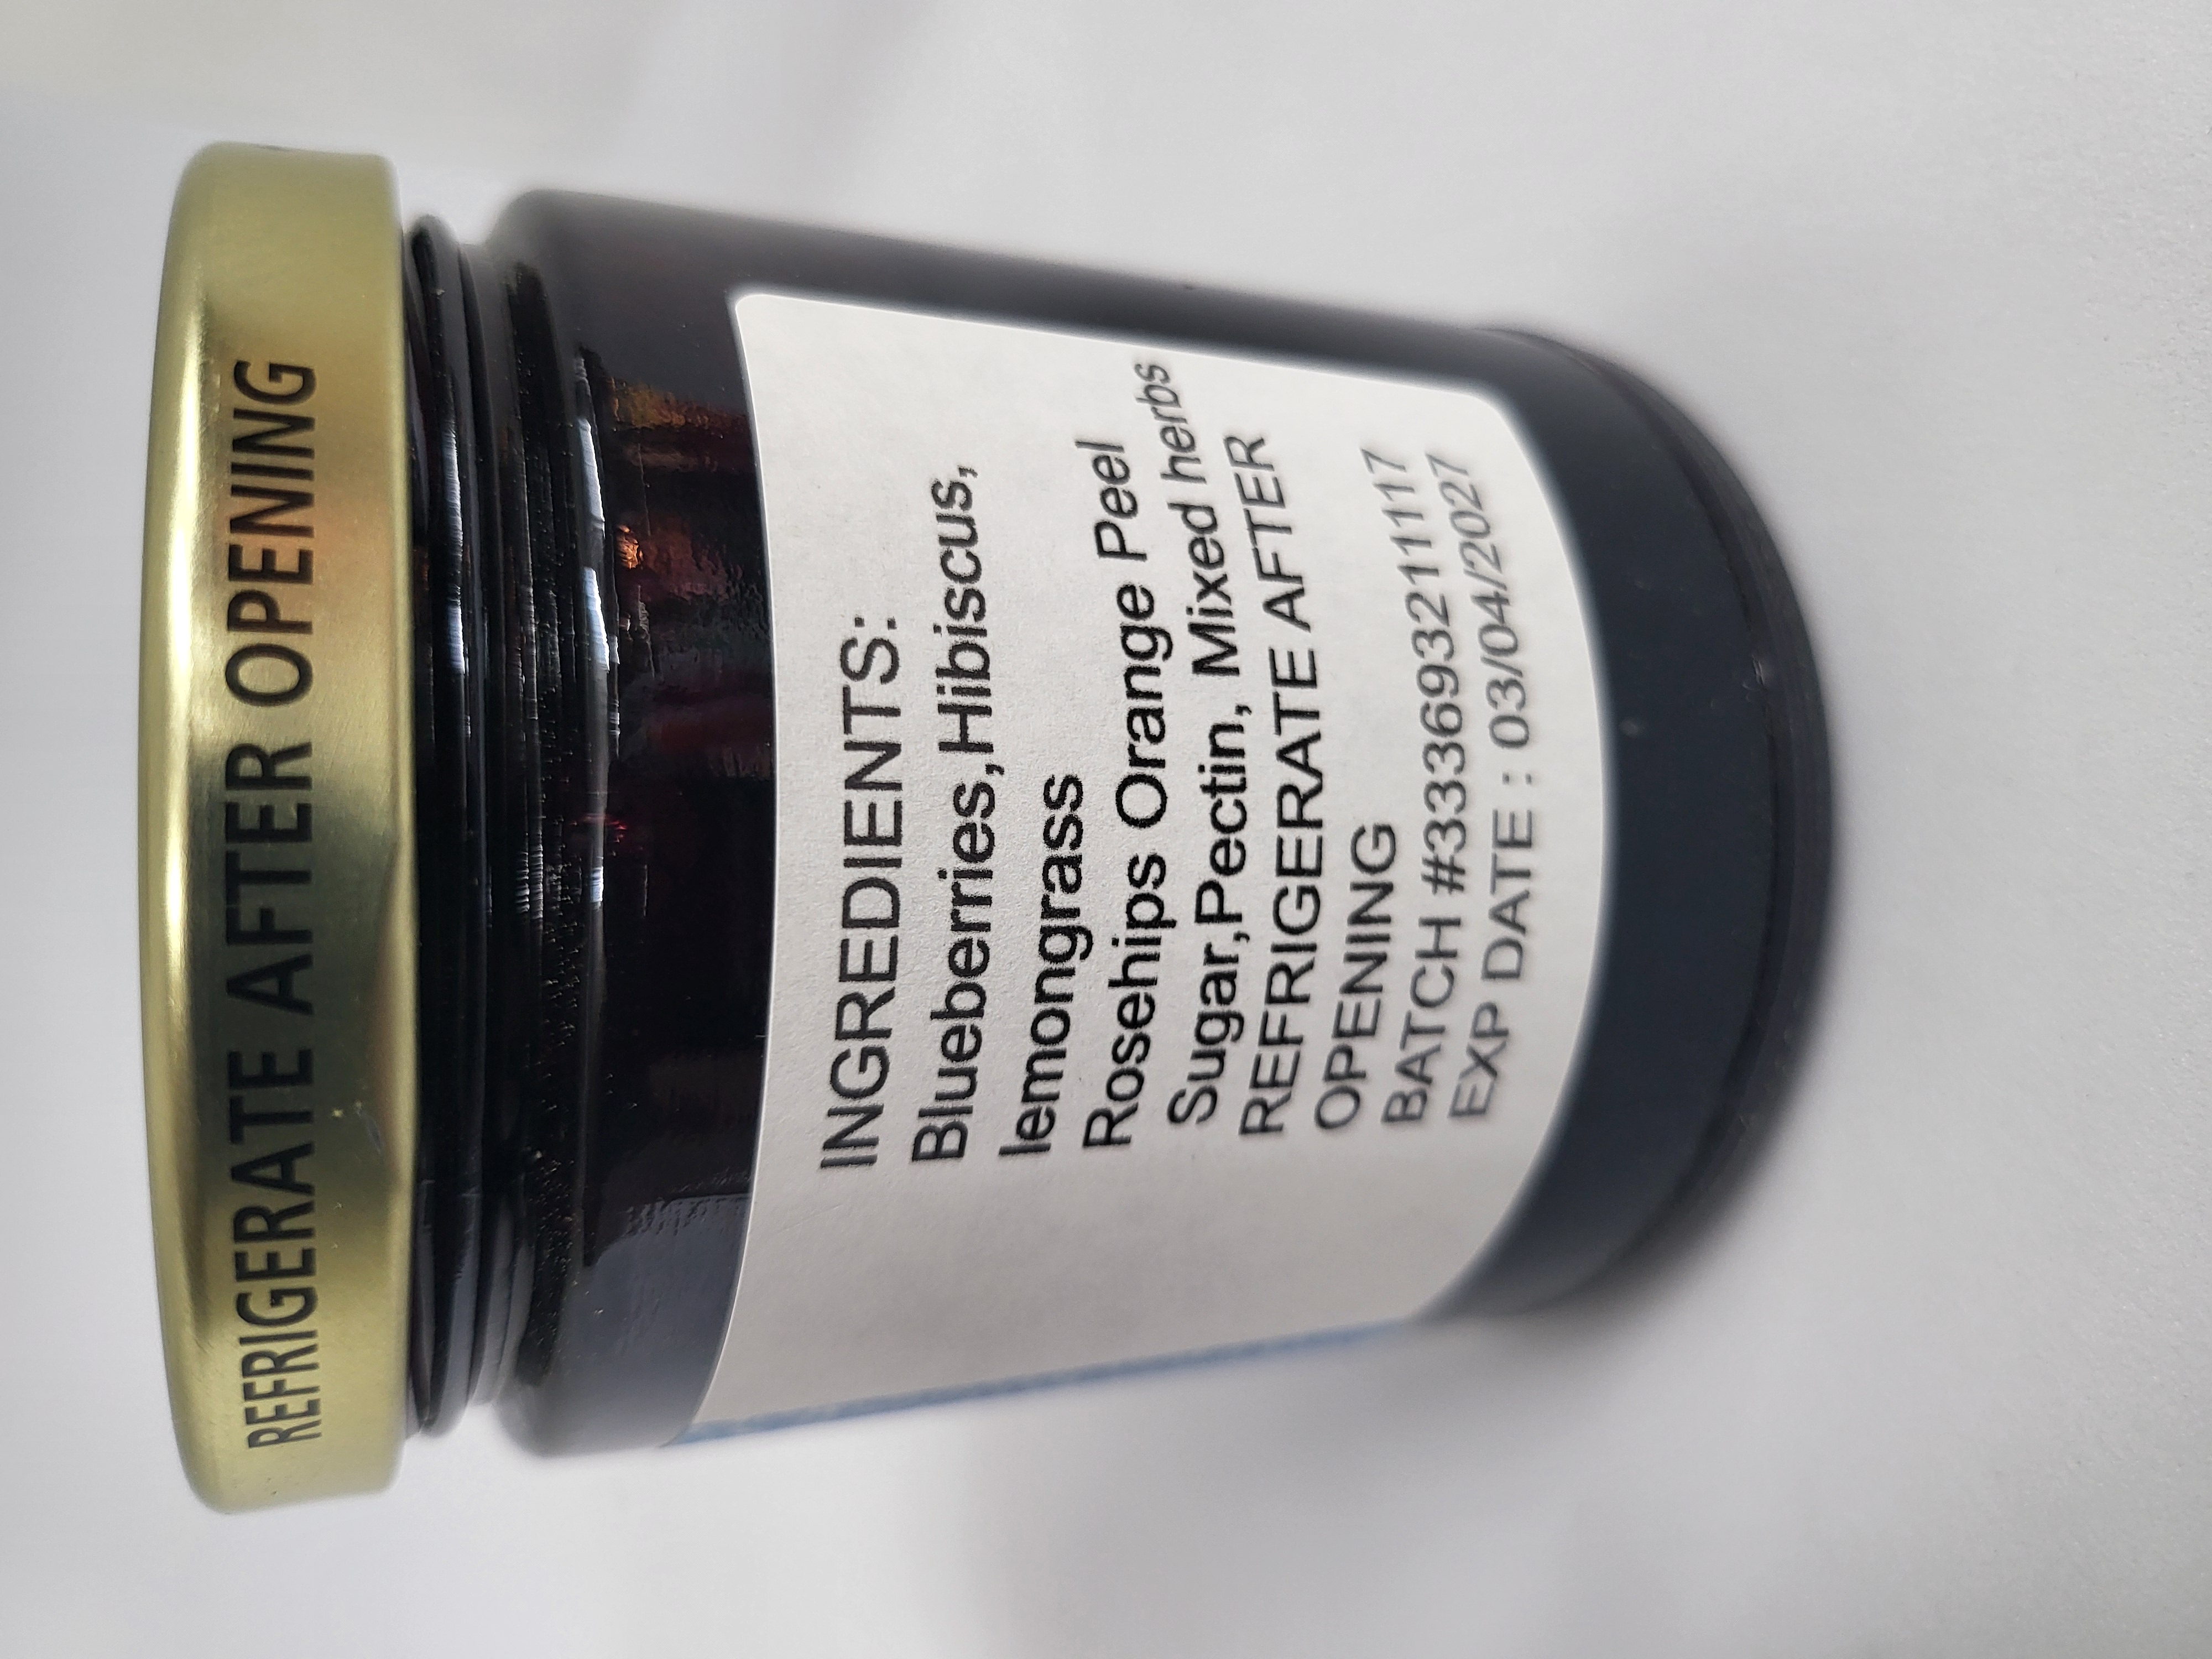 REFRIGERATE AFTER OPENING
INGREDIENTS:
Blueberries,Hibiscus,
lemongrass
Rosehips Orange Peel
Sugar,Pectin, Mixed herbs
REFRIGERATE AFTER
OPENING
BATCH #33369932111117
EXP DATE : 03/04/2027